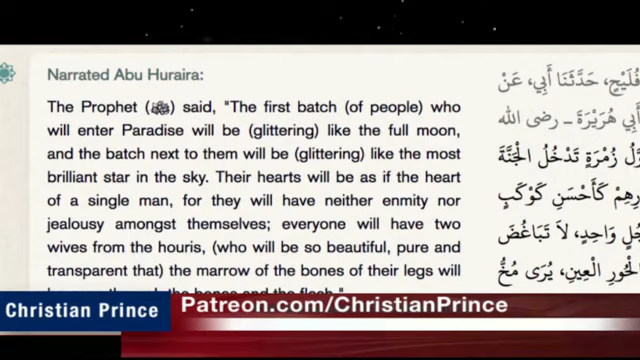 Narrated Abu Huraira:
The Prophet (ﷺ) said, "The first batch (of people) who
will enter Paradise will be (glittering) like the full moon,
and the batch next to them will be (glittering) like the most
brilliant star in the sky. Their hearts will be as if the heart
of a single man, for they will have neither enmity nor
jealousy amongst themselves; everyone will have two
wives from the houris, (who will be so beautiful, pure and
transparent that) the marrow of the bones of their legs will
the bones and the flesh."
فُلَيْحٍ، حَدَّثَنَا أَبِي، عَنْ
أَبِي هُرَيْرَةَ ـ رضى الله
زُمْرَةٍ تَدْخُلُ الْجَنَّةَ
كَأَحْسَنِ كَوْكَبٍ
وَاحِدٍ، لاَ تَبَاغُضَ
الْحُورِ الْعِينِ، يُرَى مُخُّ
Christian Prince
Patreon.com/ChristianPrince